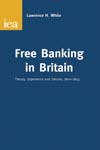 iea
Lawrence H. White
Free Banking
in Britain
Theory, Experience and Debate, 1800–1845